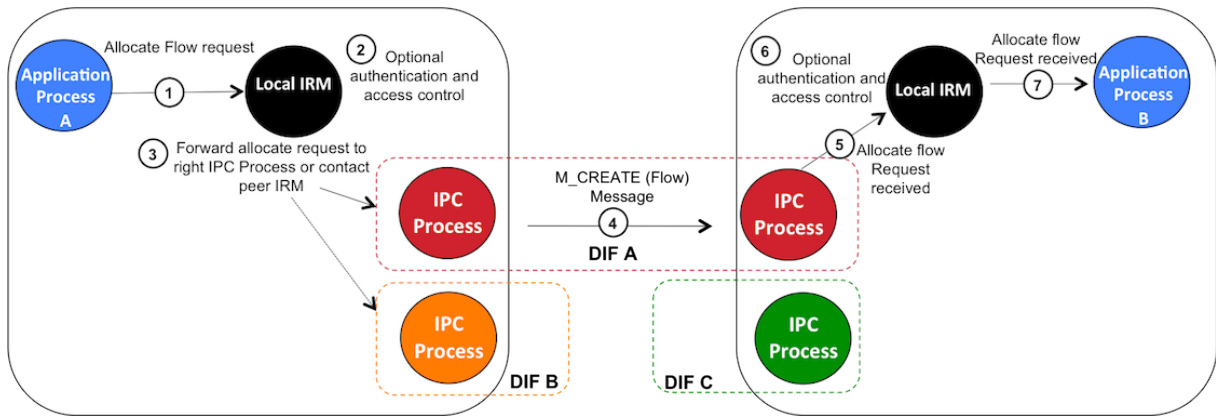 Allocate Flow request
Application
Process
A
1
Local IRM
2
Optional
authentication and
access control
3
Forward allocate request to
right IPC Process or contact
peer IRM
IPC
Process
M_CREATE (Flow)
Message
4
DIF A
IPC
Process
IPC
Process
DIF B
5
Allocate flow
Request
received
6
Optional
authentication and
access control
Local IRM
Allocate flow
Request received
7
Application
Process
B
IPC
Process
DIF C